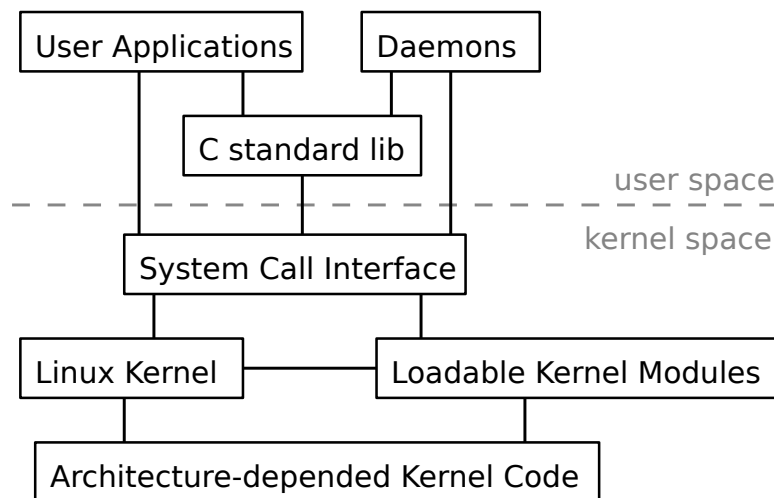 User Applications
Daemons
C standard lib
user space
kernel space
System Call Interface
Linux Kernel
Loadable Kernel Modules
Architecture-depended Kernel Code